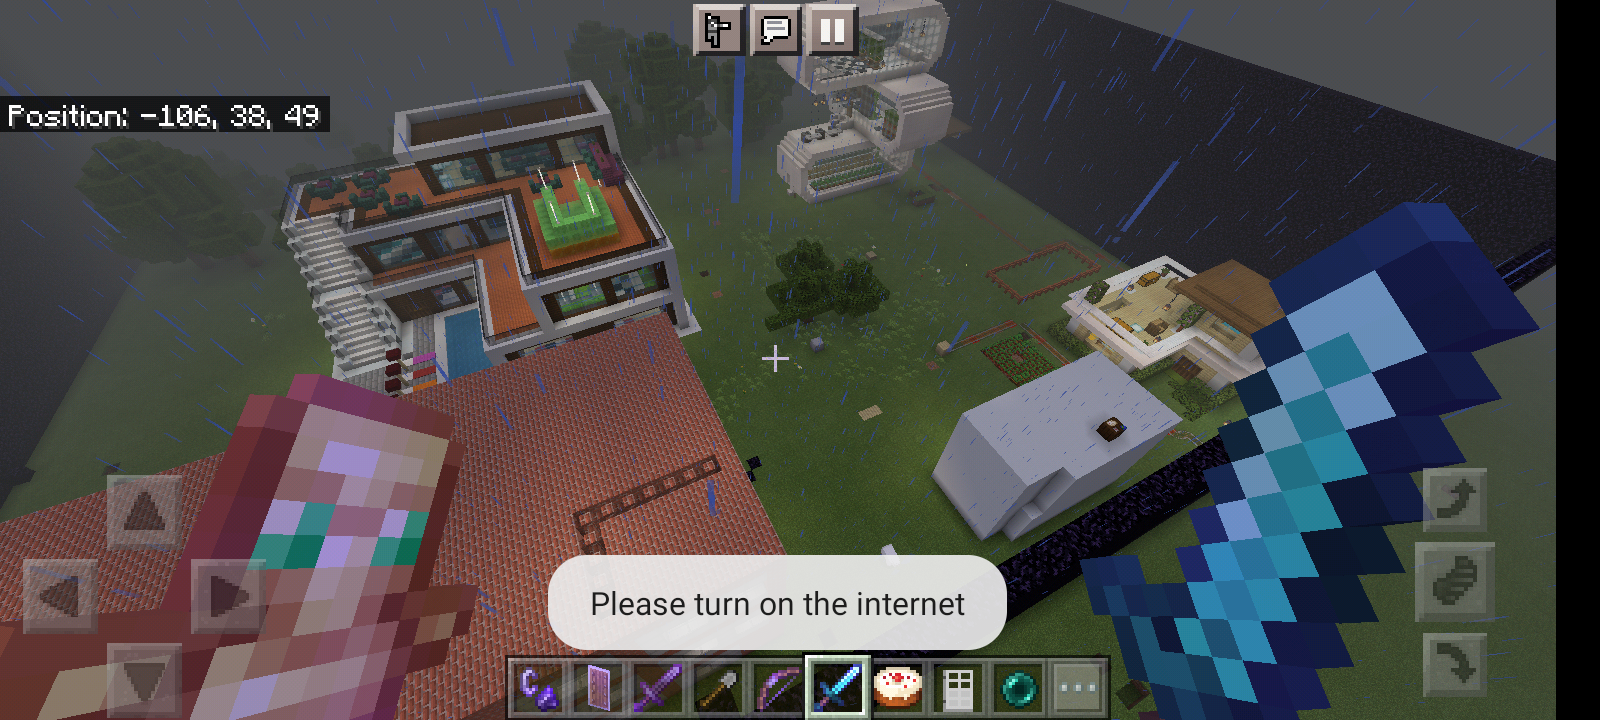 Position: -106, 38, 49
Please turn on the internet